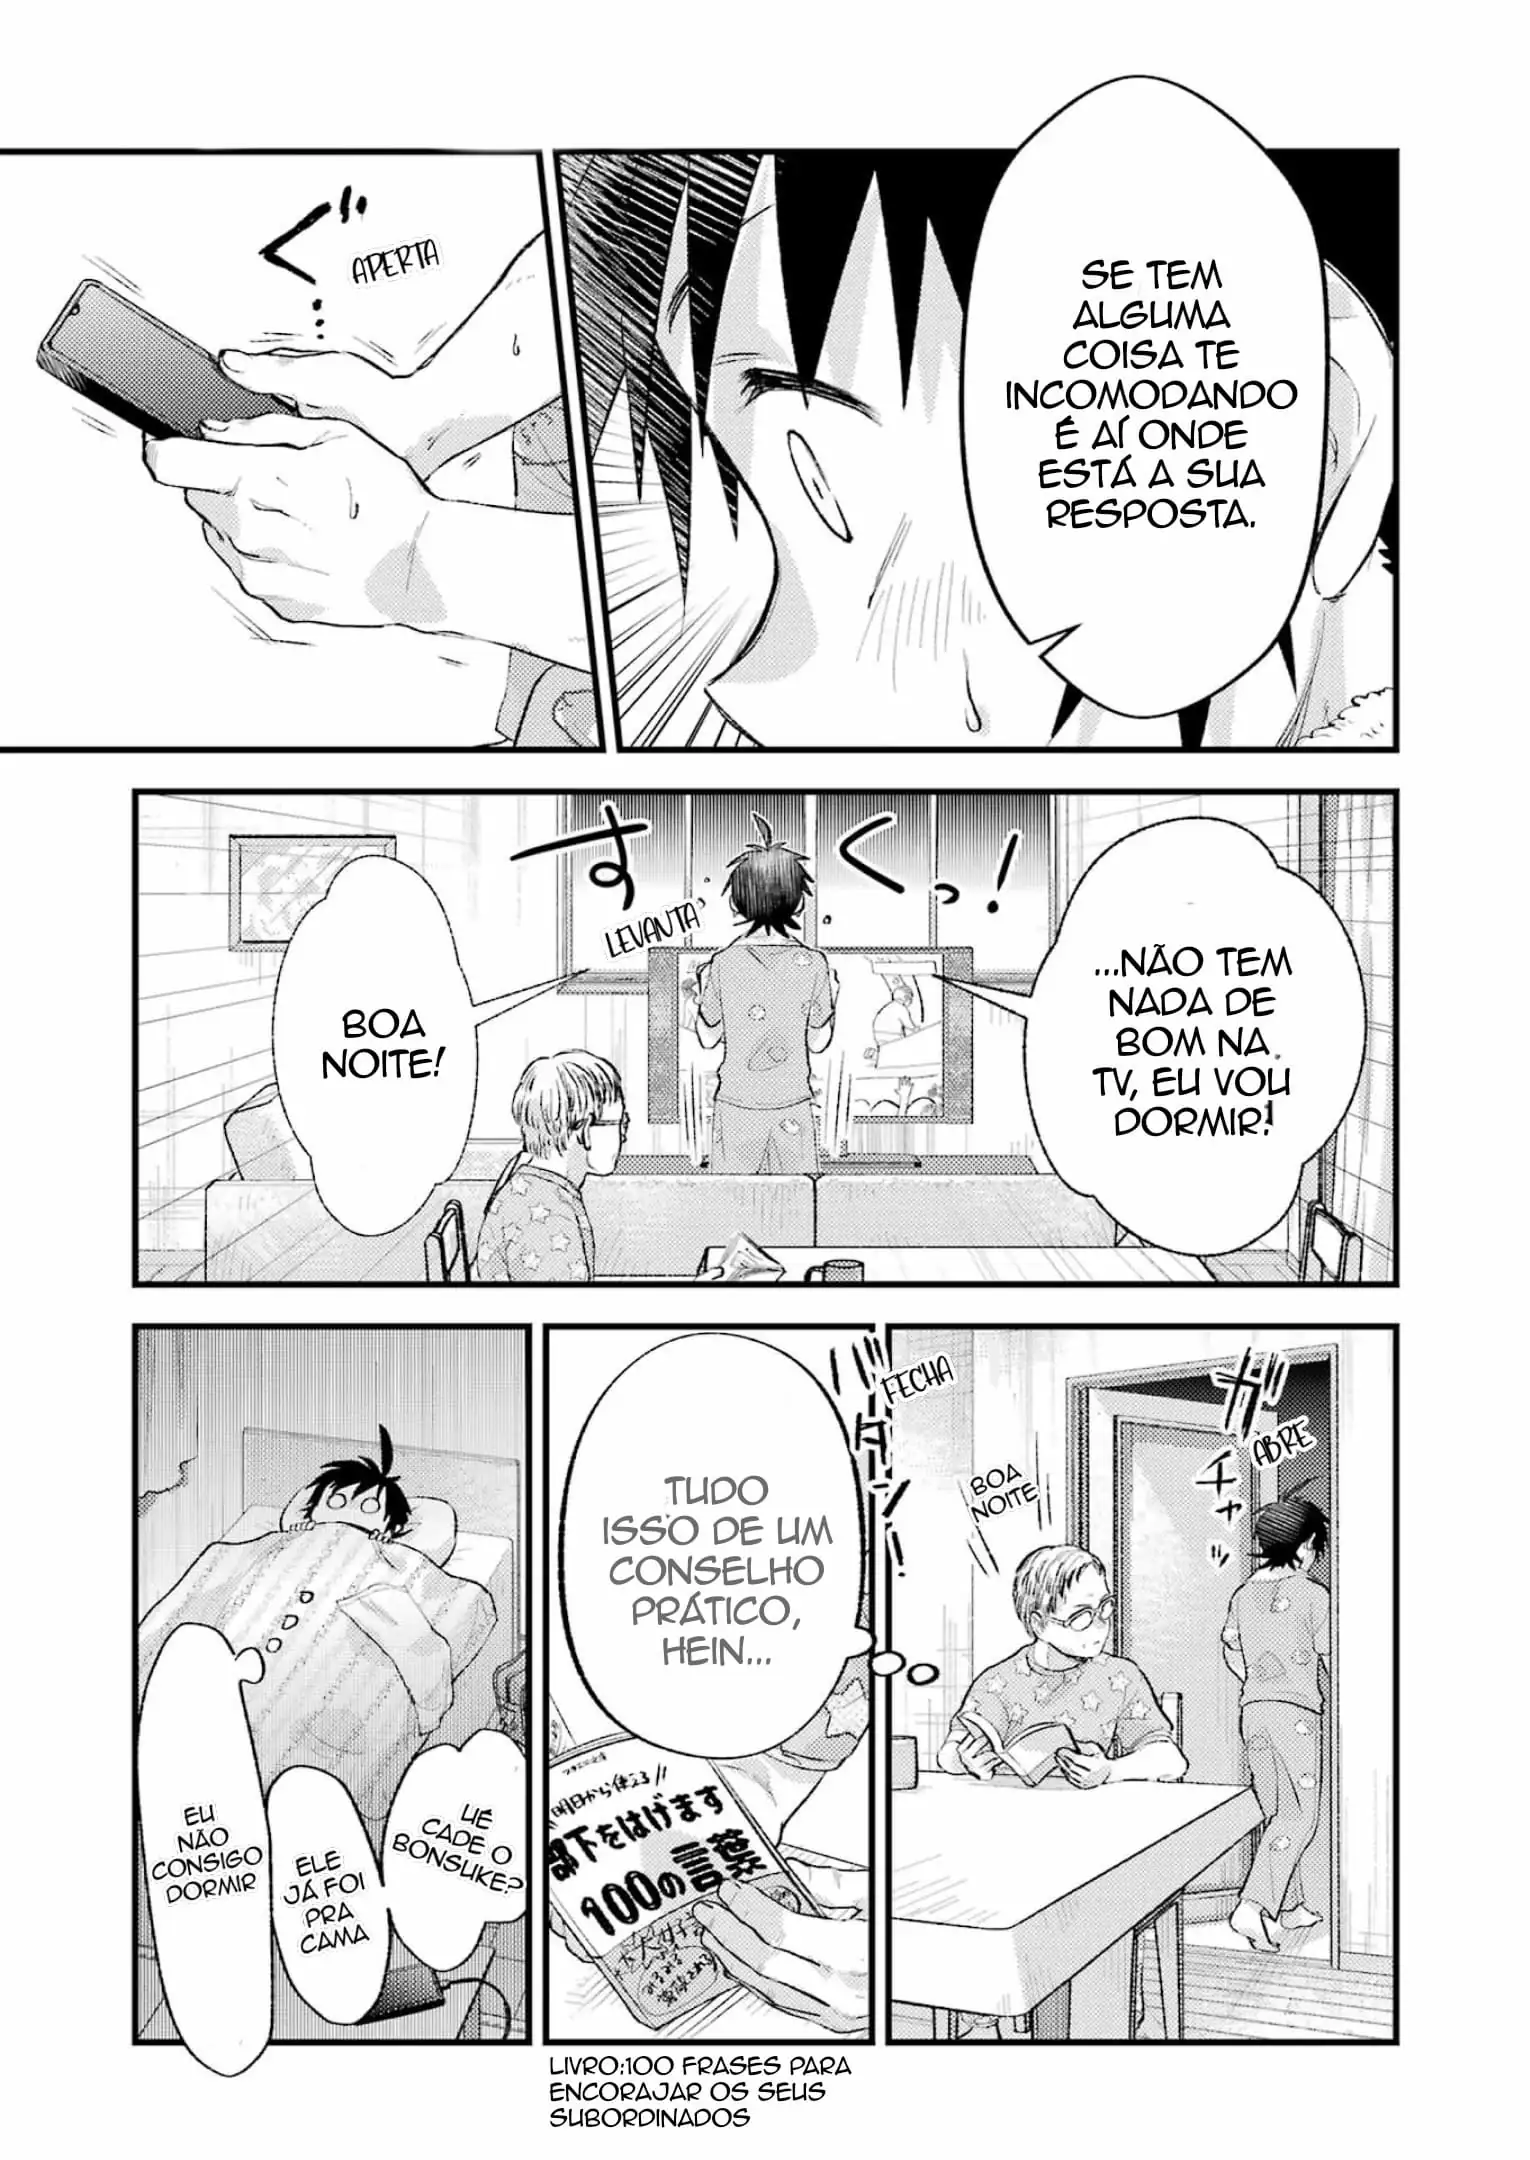 SE TEM
ALGUMA
COISA TE
INCOMODANDO
É AÍ ONDE
ESTÁ A SUA
RESPOSTA.
ぐ"...
APERTA
...NÃO TEM
NADA DE
BOM NA
TV, EU VOU
DORMIR!
すくっ!
LEVANTA
BOA
NOITE!
ガチャ
ABRE
BOA
NOITE
バタン!
FECHA
TUDO
ISSO DE UM
CONSELHO
PRÁTICO,
HEIN...
明日から使える!!
部下をはげます
100の言葉
LIVRO:100 FRASES PARA
ENCORAJAR OS SEUS
SUBORDINADOS
UÉ
CADE O
BONSUKE?
ELE
JÁ FOI
PRA
CAMA
EU
NÃO
CONSIGO
DORMIR